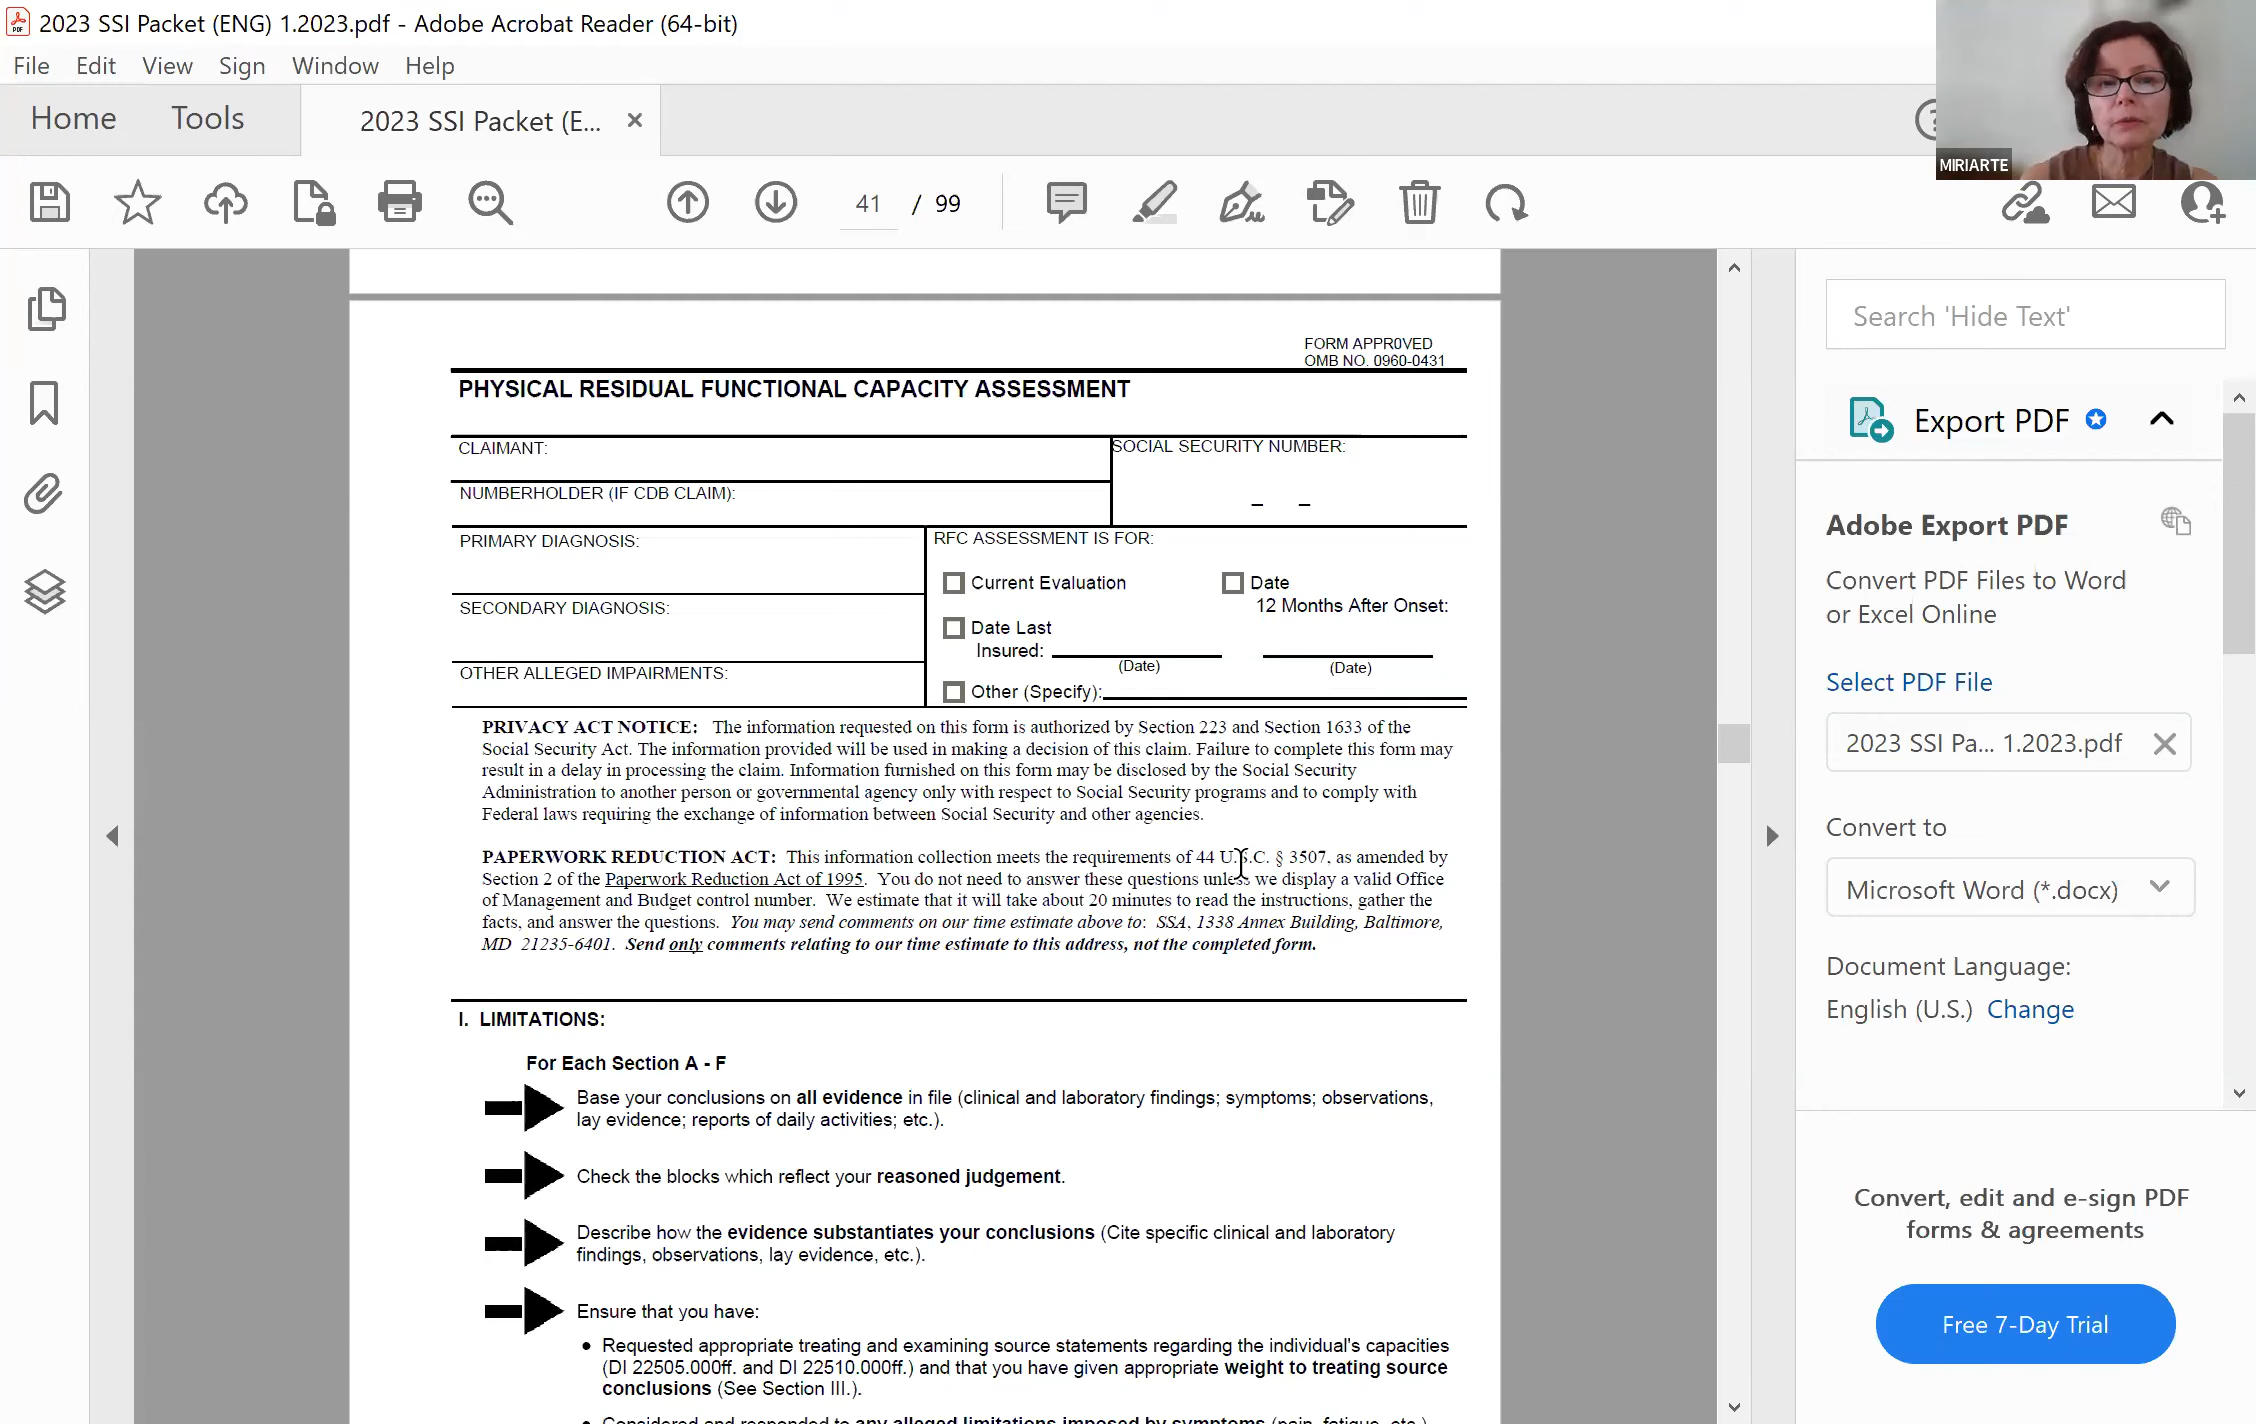 2023 SSI Packet (ENG) 1.2023.pdf - Adobe Acrobat Reader (64-bit)
File Edit View Sign Window Help
Home Tools 2023 SSI Packet (E... ×
MIRIARTE
41 / 99
FORM APPR0VED
OMB NO. 0960-0431
PHYSICAL RESIDUAL FUNCTIONAL CAPACITY ASSESSMENT
CLAIMANT:
SOCIAL SECURITY NUMBER:
NUMBERHOLDER (IF CDB CLAIM):
– –
PRIMARY DIAGNOSIS:
SECONDARY DIAGNOSIS:
OTHER ALLEGED IMPAIRMENTS:
RFC ASSESSMENT IS FOR:
Current Evaluation
Date
12 Months After Onset:
Date Last
Insured:
(Date)
(Date)
Other (Specify):
PRIVACY ACT NOTICE: The information requested on this form is authorized by Section 223 and Section 1633 of the
Social Security Act. The information provided will be used in making a decision of this claim. Failure to complete this form may
result in a delay in processing the claim. Information furnished on this form may be disclosed by the Social Security
Administration to another person or governmental agency only with respect to Social Security programs and to comply with
Federal laws requiring the exchange of information between Social Security and other agencies.
PAPERWORK REDUCTION ACT: This information collection meets the requirements of 44 U.S.C. § 3507, as amended by
Section 2 of the Paperwork Reduction Act of 1995. You do not need to answer these questions unless we display a valid Office
of Management and Budget control number. We estimate that it will take about 20 minutes to read the instructions, gather the
facts, and answer the questions. You may send comments on our time estimate above to: SSA, 1338 Annex Building, Baltimore,
MD 21235-6401. Send only comments relating to our time estimate to this address, not the completed form.
I. LIMITATIONS:
For Each Section A - F
Base your conclusions on all evidence in file (clinical and laboratory findings; symptoms; observations,
lay evidence; reports of daily activities; etc.).
Check the blocks which reflect your reasoned judgement.
Describe how the evidence substantiates your conclusions (Cite specific clinical and laboratory
findings, observations, lay evidence, etc.).
Ensure that you have:
• Requested appropriate treating and examining source statements regarding the individual's capacities
(DI 22505.000ff. and DI 22510.000ff.) and that you have given appropriate weight to treating source
conclusions (See Section III.).
• Considered and responded to any alleged limitations imposed by symptoms (pain, fatigue, etc.)
Search 'Hide Text'
Export PDF
Adobe Export PDF
Convert PDF Files to Word
or Excel Online
Select PDF File
2023 SSI Pa... 1.2023.pdf
Convert to
Microsoft Word (*.docx)
Document Language:
English (U.S.) Change
Convert, edit and e-sign PDF
forms & agreements
Free 7-Day Trial